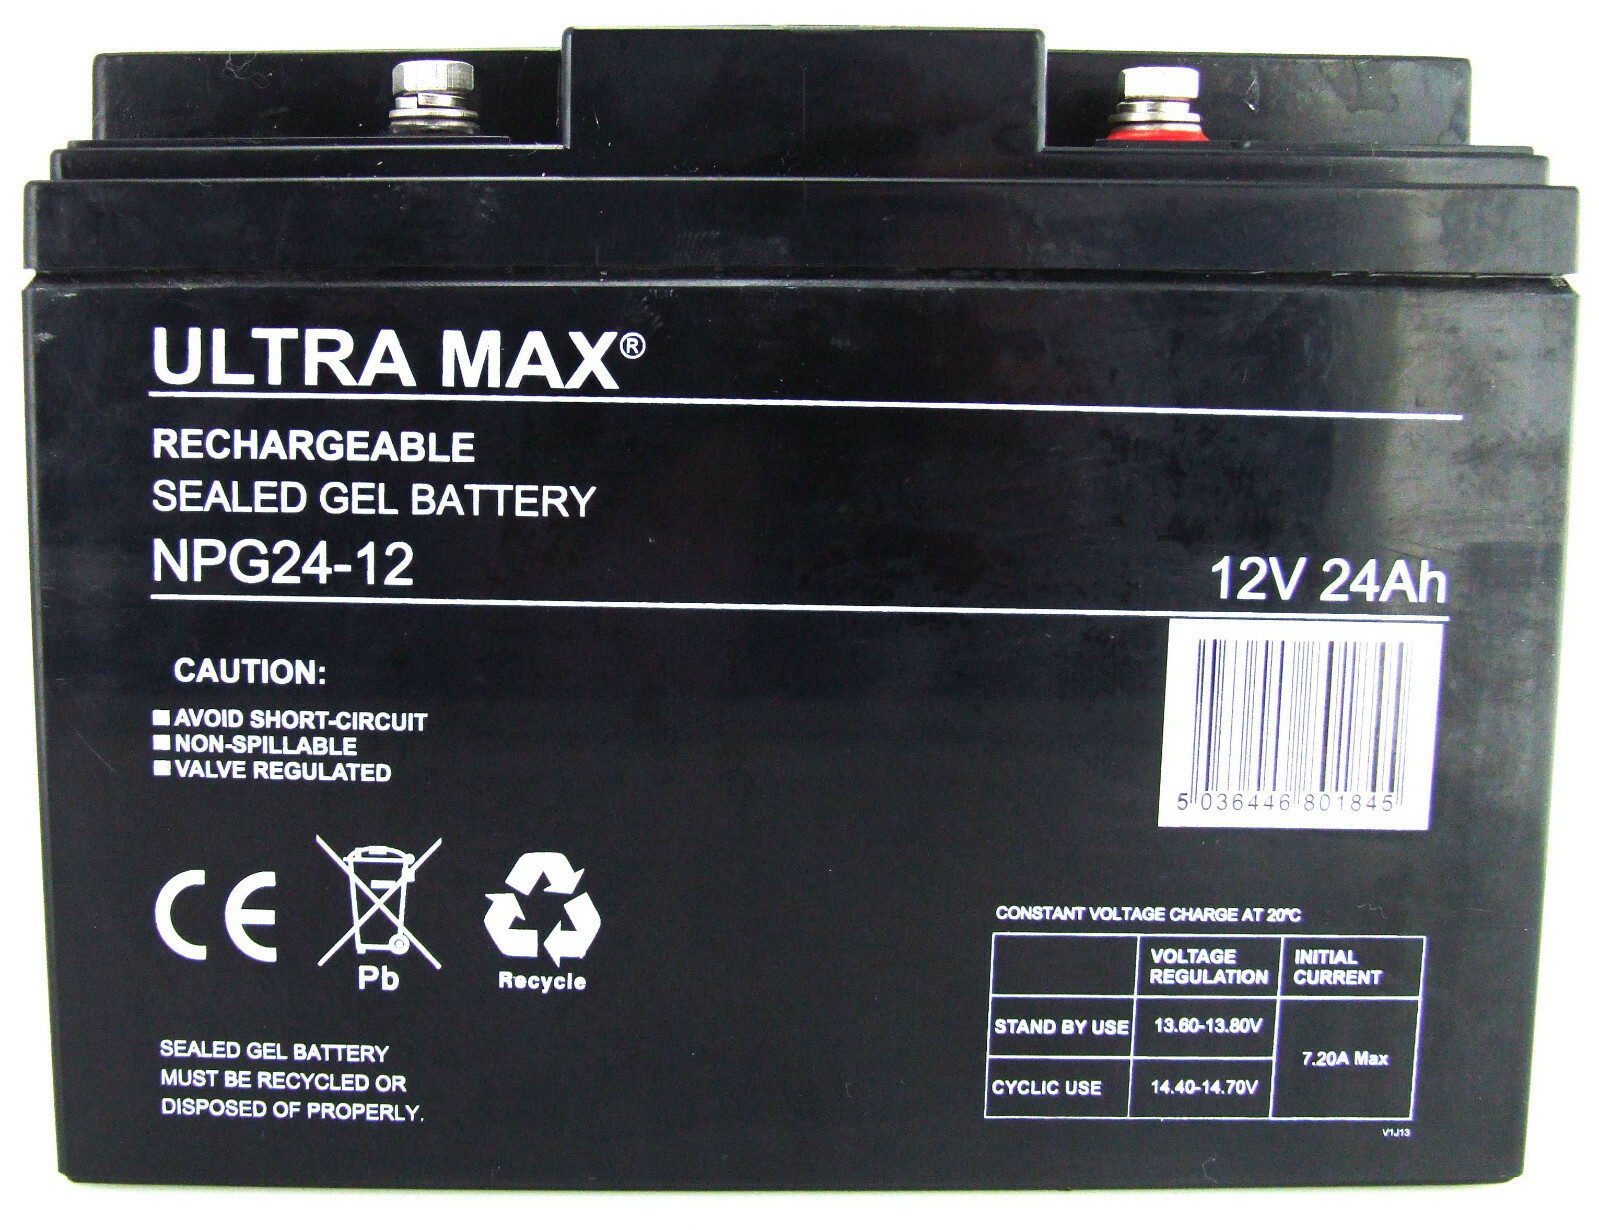 ULTRA MAX®
RECHARGEABLE
SEALED GEL BATTERY
NPG24-12
12V 24Ah
CAUTION:
AVOID SHORT-CIRCUIT
NON-SPILLABLE
VALVE REGULATED
5 036446 801845
CE
Pb
Recycle
SEALED GEL BATTERY
MUST BE RECYCLED OR
DISPOSED OF PROPERLY.
CONSTANT VOLTAGE CHARGE AT 20°C
VOLTAGE REGULATION
INITIAL CURRENT
STAND BY USE
13.60-13.80V
7.20A Max
CYCLIC USE
14.40-14.70V
V1J13